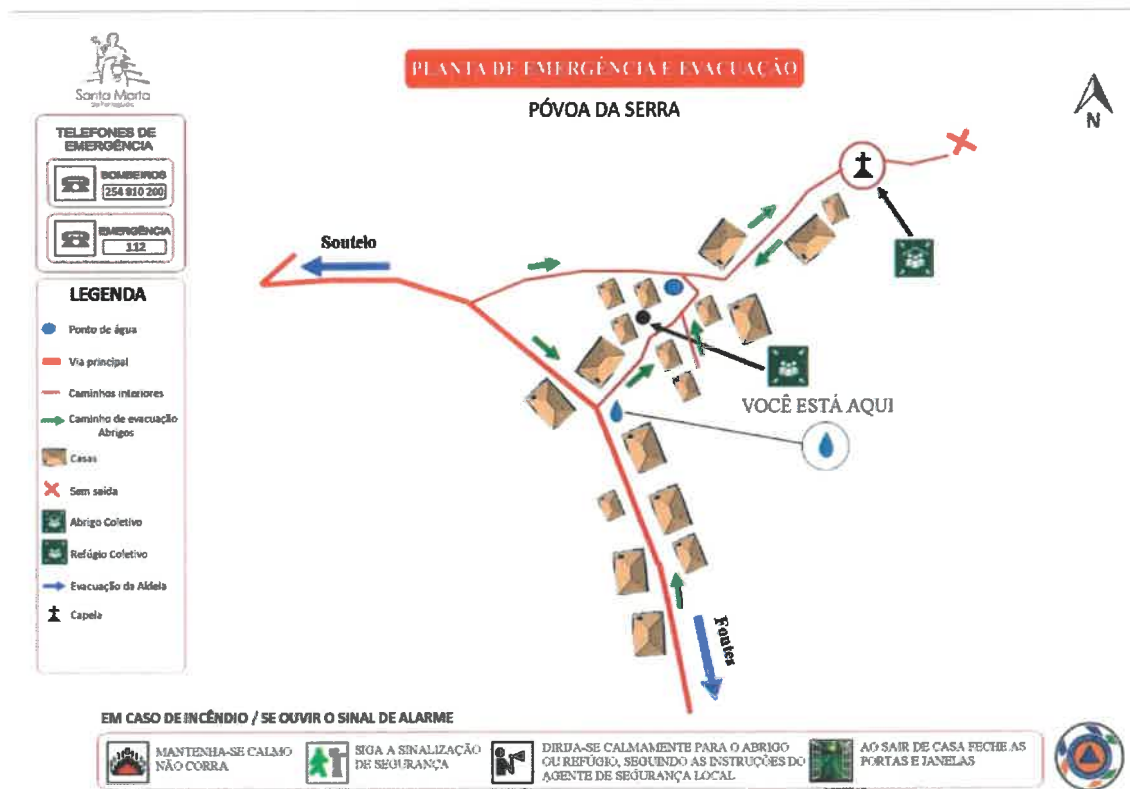 Santa Marta
de Penaguião
PLANTA DE EMERGÊNCIA E EVACUAÇÃO
PÓVOA DA SERRA
N
TELEFONES DE
EMERGÊNCIA
BOMBEIROS
254 810 200
EMERGÊNCIA
112
LEGENDA
Ponto de água
Via principal
Caminhos interiores
Caminho de evacuação
Abrigos
Casas
Sem saída
Abrigo Coletivo
Refúgio Coletivo
Evacuação da Aldeia
Capela
Soutelo
VOCÊ ESTÁ AQUI
Fontes
EM CASO DE INCÊNDIO / SE OUVIR O SINAL DE ALARME
MANTENHA-SE CALMO
NÃO CORRA
SIGA A SINALIZAÇÃO
DE SEGURANÇA
DIRIJA-SE CALMAMENTE PARA O ABRIGO
OU REFÚGIO, SEGUINDO AS INSTRUÇÕES DO
AGENTE DE SEGURANÇA LOCAL
AO SAIR DE CASA FECHE AS
PORTAS E JANELAS